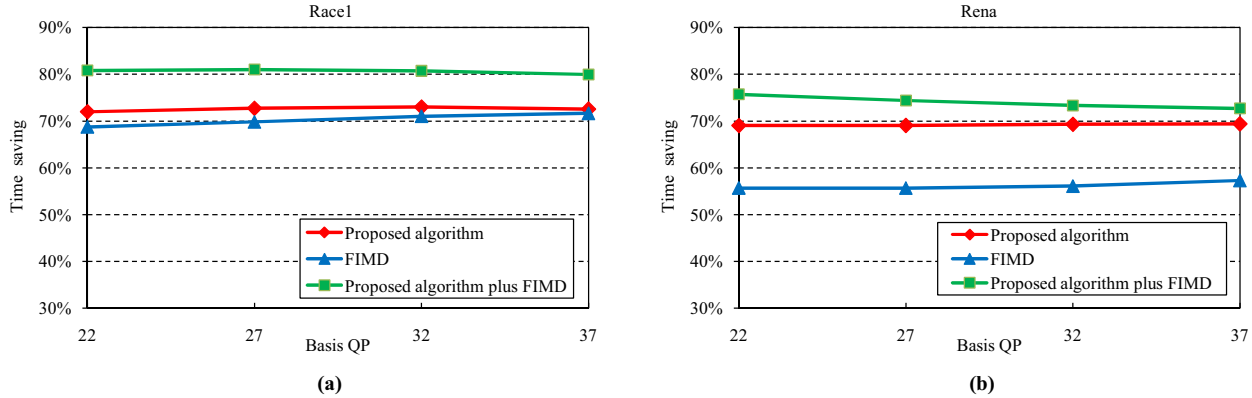 Race1
90%
80%
70%
60%
50%
40%
30%
Time saving
22
27
32
37
Basis QP
Proposed algorithm
FIMD
Proposed algorithm plus FIMD
(a)
Rena
90%
80%
70%
60%
50%
40%
30%
Time saving
22
27
32
37
Basis QP
Proposed algorithm
FIMD
Proposed algorithm plus FIMD
(b)